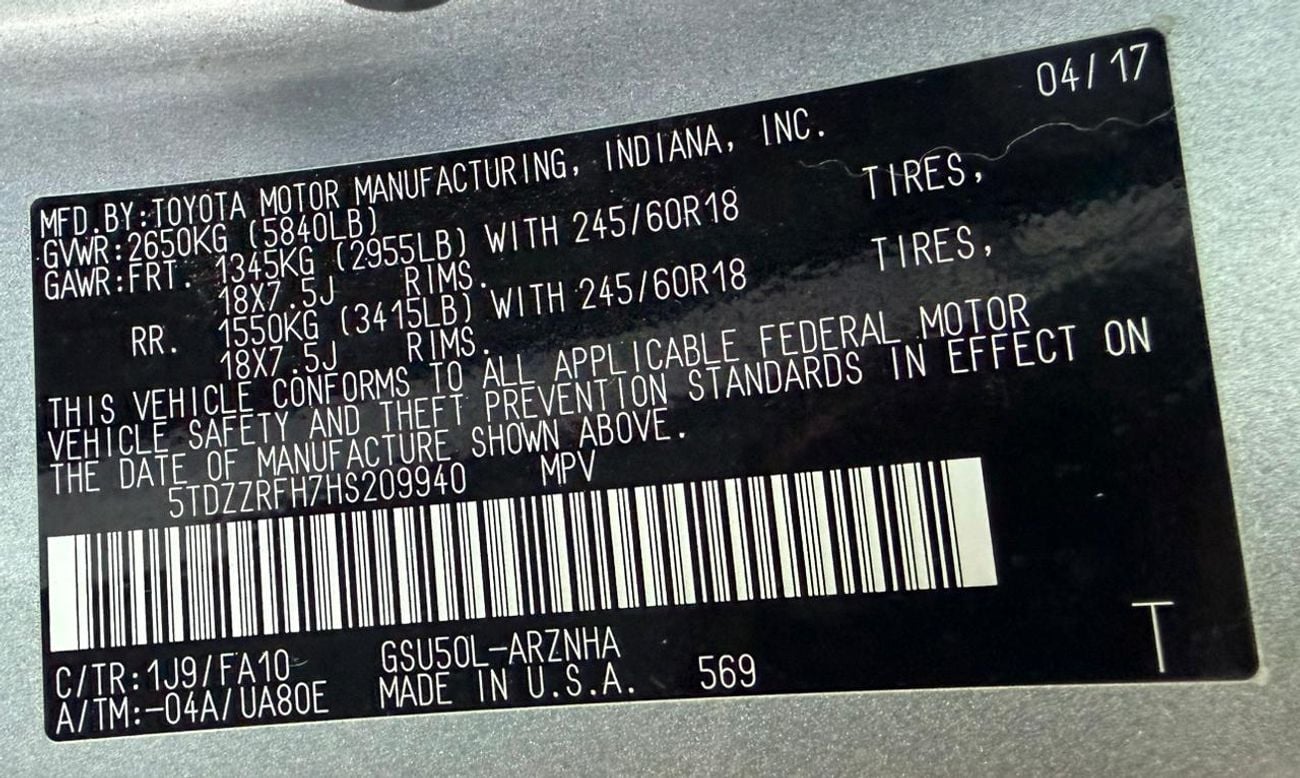 04/17
MFD.BY:TOYOTA MOTOR MANUFACTURING, INDIANA, INC.
GVWR:2650KG (5840LB)
GAWR:FRT. 1345KG (2955LB) WITH 245/60R18 TIRES,
18X7.5J RIMS.
RR. 1550KG (3415LB) WITH 245/60R18 TIRES,
18X7.5J RIMS.
THIS VEHICLE CONFORMS TO ALL APPLICABLE FEDERAL MOTOR
VEHICLE SAFETY AND THEFT PREVENTION STANDARDS IN EFFECT ON
THE DATE OF MANUFACTURE SHOWN ABOVE.
5TDZZRFH7HS209940 MPV
C/TR:1J9/FA10 GSU50L-ARZNHA
A/TM:-04A/UA80E MADE IN U.S.A. 569
T